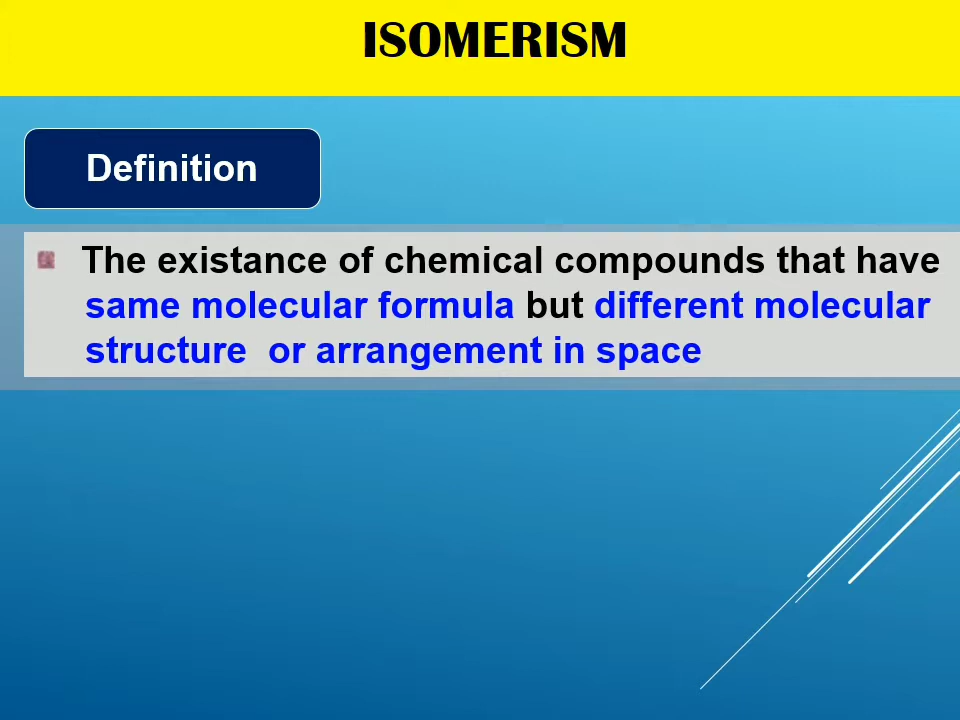 ISOMERISM
Definition
The existance of chemical compounds that have
same molecular formula but different molecular
structure  or arrangement in space